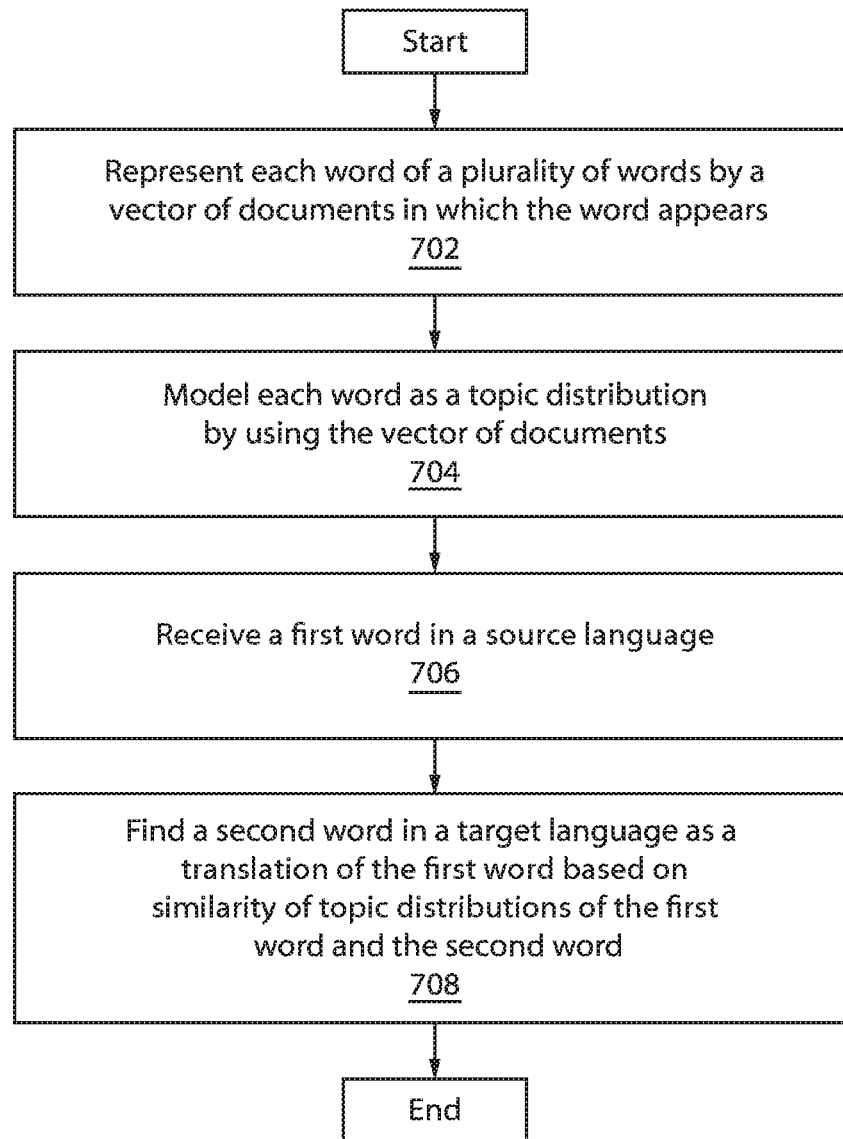 Start
Represent each word of a plurality of words by a
vector of documents in which the word appears
702
Model each word as a topic distribution
by using the vector of documents
704
Receive a first word in a source language
706
Find a second word in a target language as a
translation of the first word based on
similarity of topic distributions of the first
word and the second word
708
End